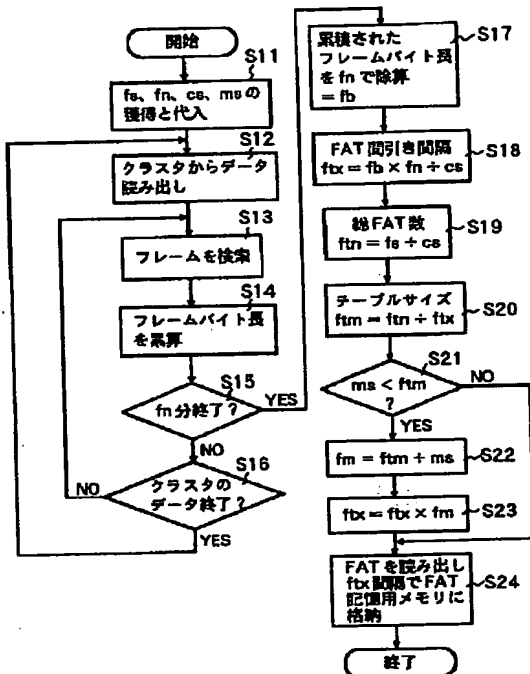 開始
S11
fs、fn、cs、msの
獲得と代入
S12
クラスタからデータ
読み出し
S13
フレームを検索
S14
フレームバイト長
を累算
S15
fn分終了?
YES
NO
S16
クラスタの
データ終了?
NO
YES
S17
累積された
フレームバイト長
をfnで除算
=fb
S18
FAT間引き間隔
ftx=fb×fn÷cs
S19
総FAT数
ftn=fs÷cs
S20
テーブルサイズ
ftm=ftn÷ftx
S21
ms<ftm
?
NO
YES
fm=ftm÷ms
S22
ftx=ftx×fm
S23
FATを読み出し
ftx間隔でFAT
記憶用メモリに
格納
S24
終了